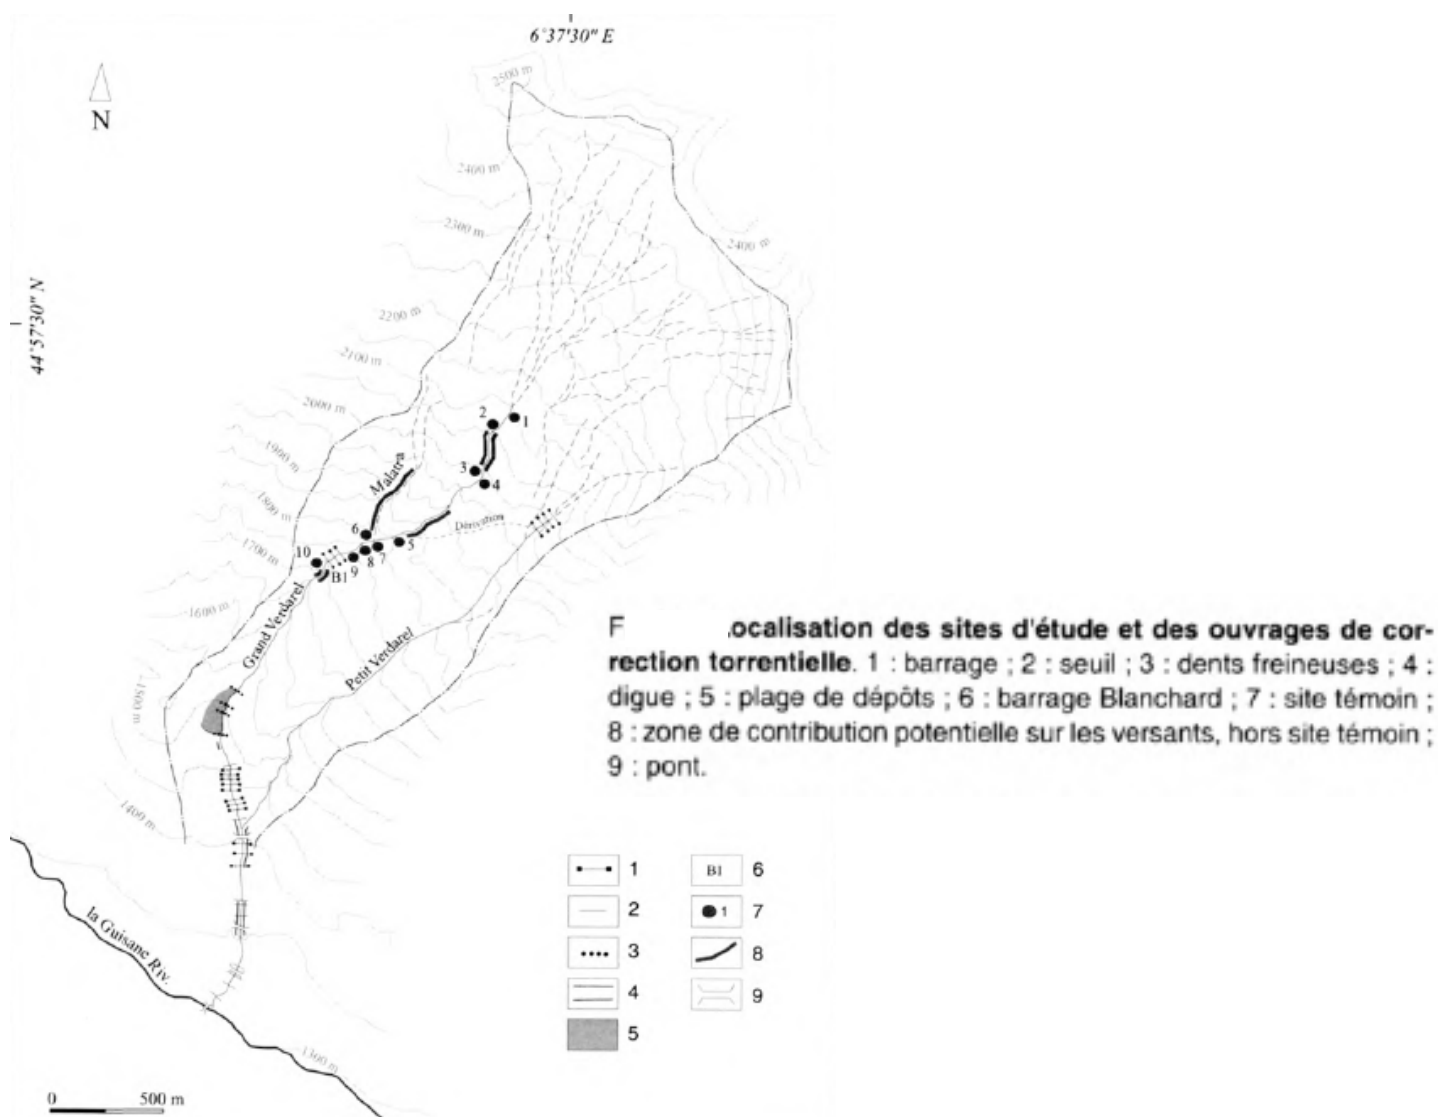 6°37'30" E
2500 m
N
2400 m
2300 m
2400 m
44°57'30" N
2200 m
2100 m
2000 m
2
1
1900 m
Malatra
3
4
1800 m
Dérivation
6
5
1700 m
10
7
8
9
B1
1600 m
Grand Verdarel
Petit Verdarel
1500 m
1400 m
la Guisane Riv.
1300 m
0 500 m
F .ocalisation des sites d'étude et des ouvrages de cor-
rection torrentielle. 1 : barrage ; 2 : seuil ; 3 : dents freineuses ; 4 :
digue ; 5 : plage de dépôts ; 6 : barrage Blanchard ; 7 : site témoin ;
8 : zone de contribution potentielle sur les versants, hors site témoin ;
9 : pont.
1
B1 6
2
1 7
3
8
4
9
5